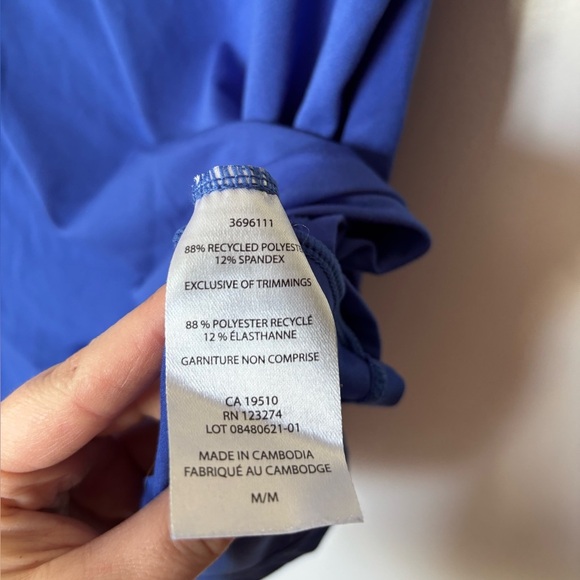 3696111
88% RECYCLED POLYEST
12% SPANDEX
EXCLUSIVE OF TRIMMINGS
88 % POLYESTER RECYCLÉ
12 % ÉLASTHANNE
GARNITURE NON COMPRISE
CA 19510
RN 123274
LOT 08480621-01
MADE IN CAMBODIA
FABRIQUÉ AU CAMBODGE
M/M